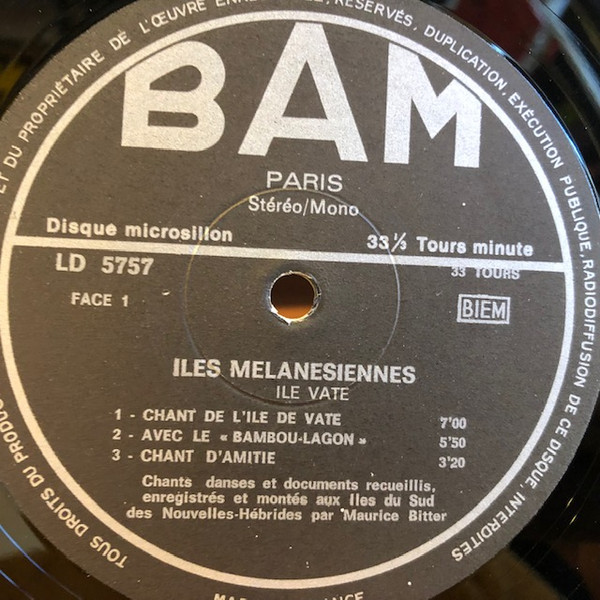 ET DU PROPRIÉTAIRE DE L'ŒUVRE
RÉSERVÉS, DUPLICATION, EXÉCUTION PUBLIQUE, RADIODIFFUSION DE CE DISQUE, INTERDITES
BAM
PARIS
Stéréo/Mono
Disque microsillon 33 1/3 Tours minute
LD 5757 33 TOURS
FACE 1 BIEM
ILES MELANESIENNES
ILE VATE
1 - CHANT DE L'ILE DE VATE 7'00
2 - AVEC LE « BAMBOU-LAGON » 5'50
3 - CHANT D'AMITIE 3'20
Chants danses et documents recueillis,
enregistrés et montés aux Iles du Sud
des Nouvelles-Hébrides par Maurice Bitter
TOUS DROITS DU